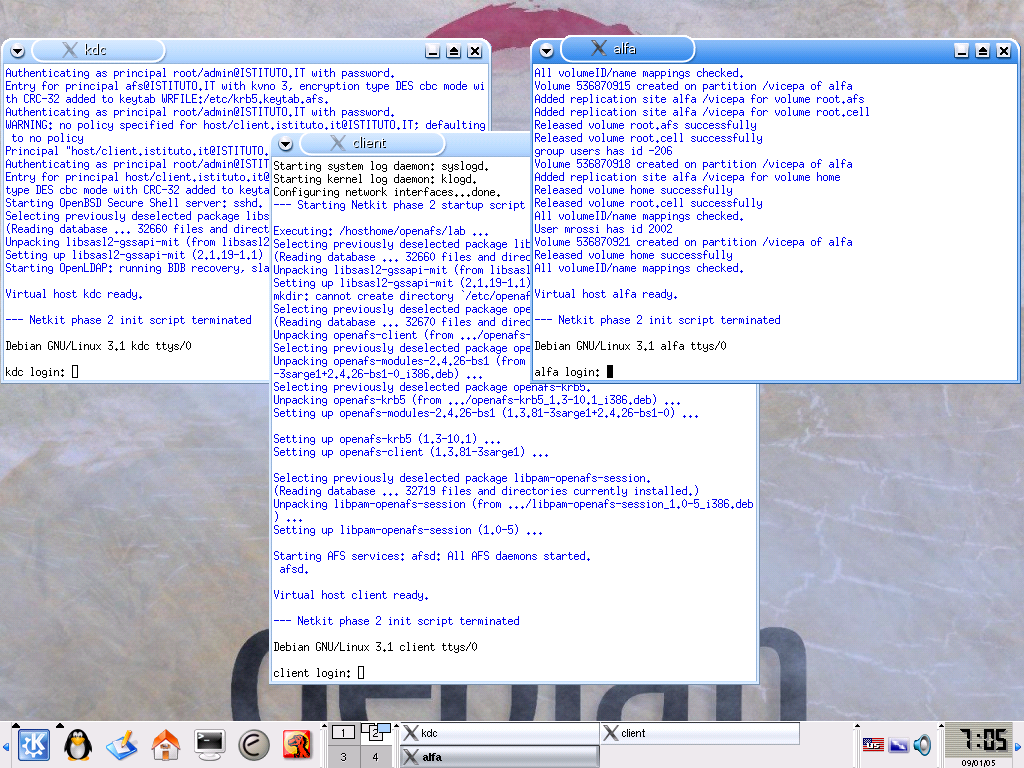 kdc
Authenticating as principal root/admin@ISTITUTO.IT with password.
Entry for principal afs@ISTITUTO.IT with kvno 3, encryption type DES cbc mode wi
th CRC-32 added to keytab WRFILE:/etc/krb5.keytab.afs.
Authenticating as principal root/admin@ISTITUTO.IT with password.
WARNING: no policy specified for host/client.istituto.it@ISTITUTO.IT; defaulting
 to no policy
Principal "host/client.istituto.it@ISTITUTO.
Authenticating as principal root/admin@ISTIT
Entry for principal host/client.istituto.it@
type DES cbc mode with CRC-32 added to keyta
Starting OpenBSD Secure Shell server: sshd.
Selecting previously deselected package libs
(Reading database ... 32660 files and direct
Unpacking libsasl2-gssapi-mit (from libsasl2
Setting up libsasl2-gssapi-mit (2.1.19-1.1)
Starting OpenLDAP: running BDB recovery, sla
Virtual host kdc ready.
--- Netkit phase 2 init script terminated
Debian GNU/Linux 3.1 kdc ttys/0
kdc login:
client
Starting system log daemon: syslogd.
Starting kernel log daemon: klogd.
Configuring network interfaces...done.
--- Starting Netkit phase 2 startup script
Executing: /hosthome/openafs/lab ...
Selecting previously deselected package lib
(Reading database ... 32660 files and direc
Unpacking libsasl2-gssapi-mit (from libsasl
Setting up libsasl2-gssapi-mit (2.1.19-1.1)
mkdir: cannot create directory `/etc/openaf
Selecting previously deselected package ope
(Reading database ... 32670 files and direc
Unpacking openafs-client (from .../openafs-
Selecting previously deselected package ope
Unpacking openafs-modules-2.4.26-bs1 (from
-3sarge1+2.4.26-bs1-0_i386.deb) ...
Selecting previously deselected package openafs-krb5.
Unpacking openafs-krb5 (from .../openafs-krb5_1.3-10.1_i386.deb) ...
Setting up openafs-modules-2.4.26-bs1 (1.3.81-3sarge1+2.4.26-bs1-0) ...
Setting up openafs-krb5 (1.3-10.1) ...
Setting up openafs-client (1.3.81-3sarge1) ...
Selecting previously deselected package libpam-openafs-session.
(Reading database ... 32719 files and directories currently installed.)
Unpacking libpam-openafs-session (from .../libpam-openafs-session_1.0-5_i386.deb
) ...
Setting up libpam-openafs-session (1.0-5) ...
Starting AFS services: afsd: All AFS daemons started.
 afsd.
Virtual host client ready.
--- Netkit phase 2 init script terminated
Debian GNU/Linux 3.1 client ttys/0
client login:
alfa
All volumeID/name mappings checked.
Volume 536870915 created on partition /vicepa of alfa
Added replication site alfa /vicepa for volume root.afs
Added replication site alfa /vicepa for volume root.cell
Released volume root.afs successfully
Released volume root.cell successfully
group users has id -206
Volume 536870918 created on partition /vicepa of alfa
Added replication site alfa /vicepa for volume home
Released volume home successfully
Released volume root.cell successfully
All volumeID/name mappings checked.
User mrossi has id 2002
Volume 536870921 created on partition /vicepa of alfa
Released volume home successfully
All volumeID/name mappings checked.
Virtual host alfa ready.
--- Netkit phase 2 init script terminated
Debian GNU/Linux 3.1 alfa ttys/0
alfa login:
debian
1 2
3 4
kdc
client
alfa
7:05
09/01/05